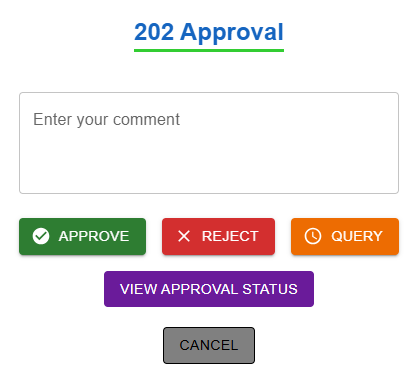 202 Approval
Enter your comment
APPROVE
REJECT
QUERY
VIEW APPROVAL STATUS
CANCEL